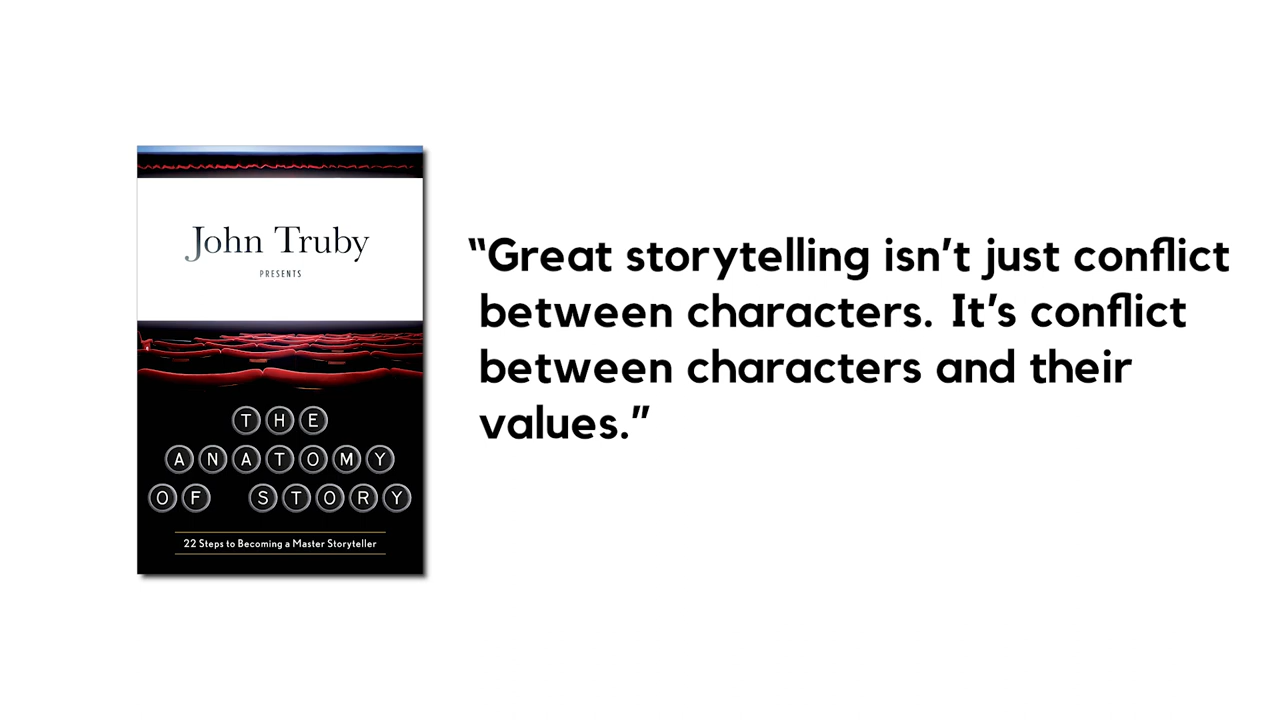 John Truby
PRESENTS
THE
ANATOMY
OF STORY
22 Steps to Becoming a Master Storyteller
“Great storytelling isn’t just conflict
between characters. It’s conflict
between characters and their
values.”